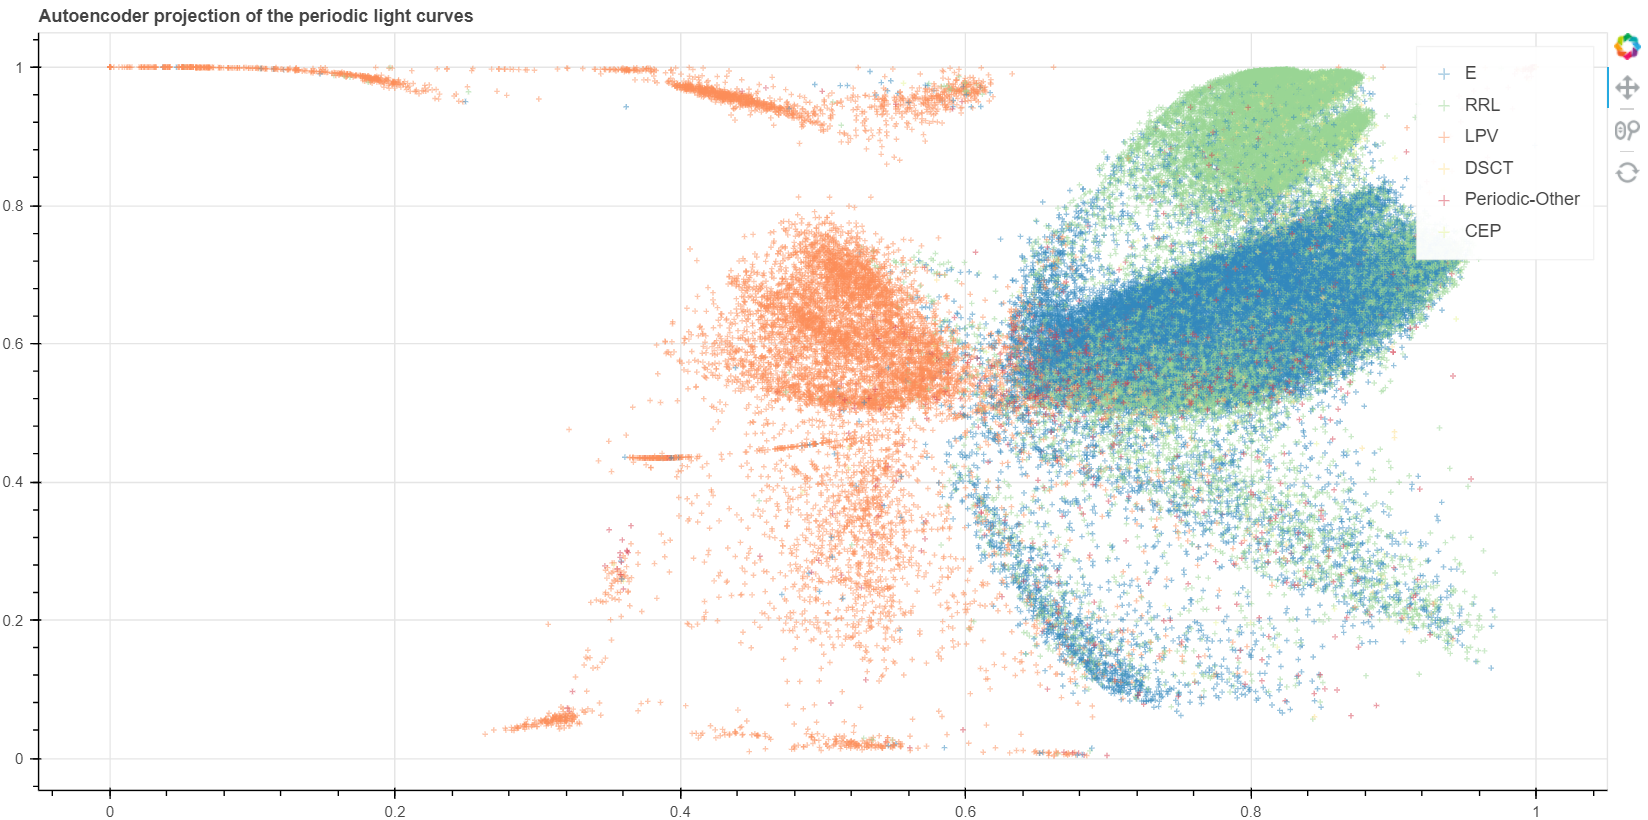 Autoencoder projection of the periodic light curves
1
0.8
0.6
0.4
0.2
0
0
0.2
0.4
0.6
0.8
1
E
RRL
LPV
DSCT
Periodic-Other
CEP